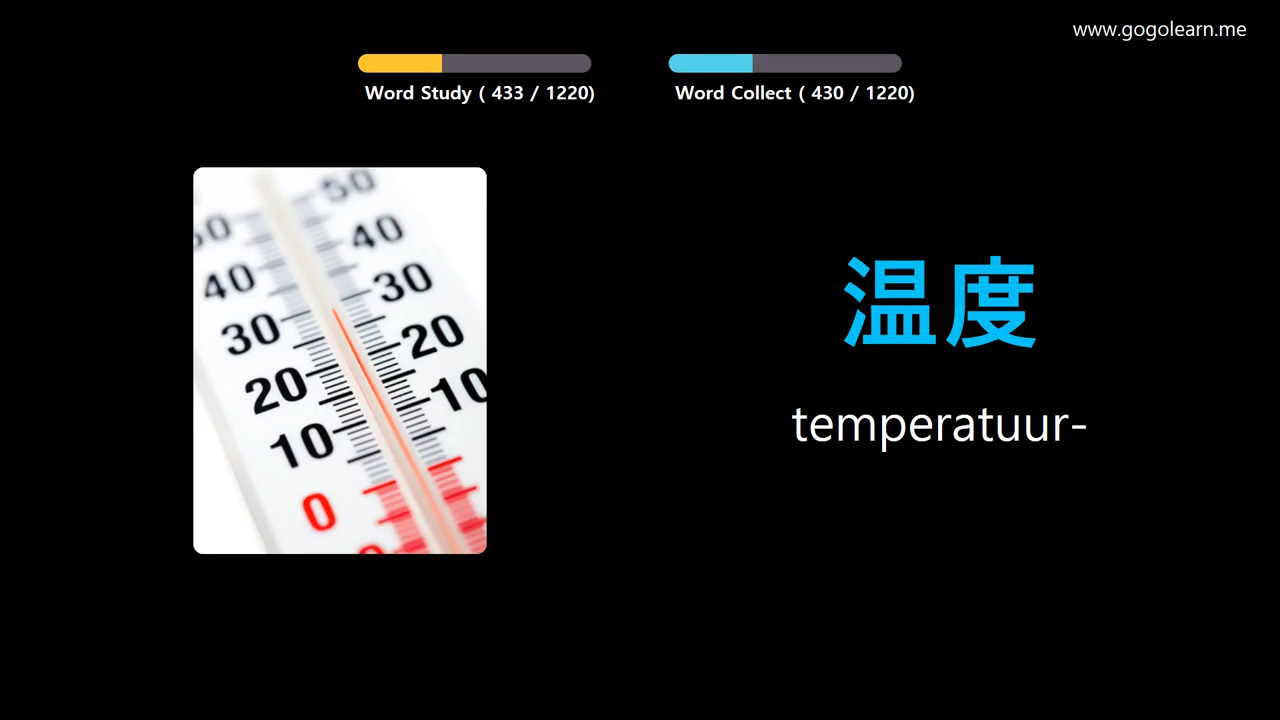 www.gogolearn.me
Word Study ( 433 / 1220)
Word Collect ( 430 / 1220)
50
40
30
20
10
40
30
20
10
0
温度
temperatuur-